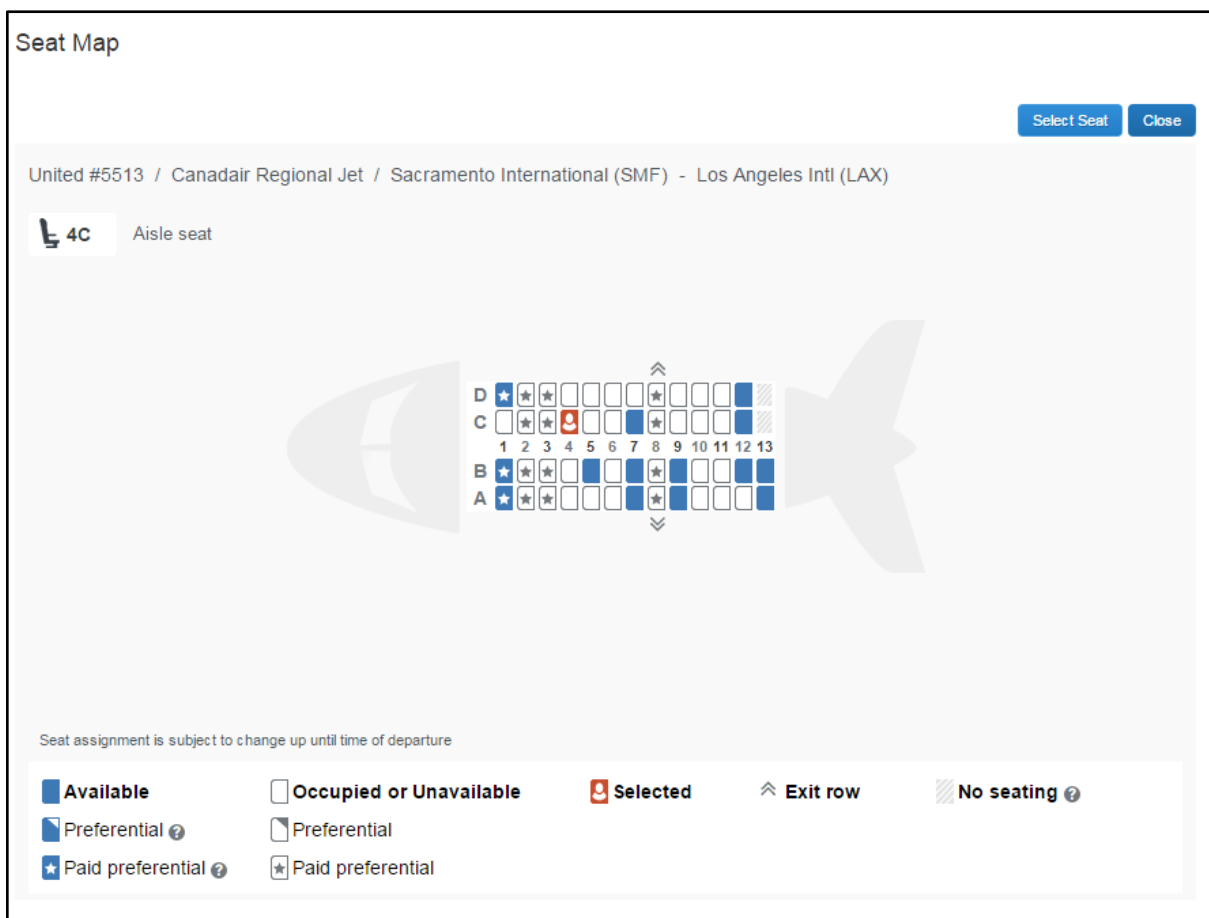 Seat Map
Select Seat Close
United #5513 / Canadair Regional Jet / Sacramento International (SMF) - Los Angeles Intl (LAX)
4C Aisle seat
D
C
1 2 3 4 5 6 7 8 9 10 11 12 13
B
A
Seat assignment is subject to change up until time of departure
Available Occupied or Unavailable Selected Exit row No seating ?
Preferential ? Preferential
Paid preferential ? Paid preferential